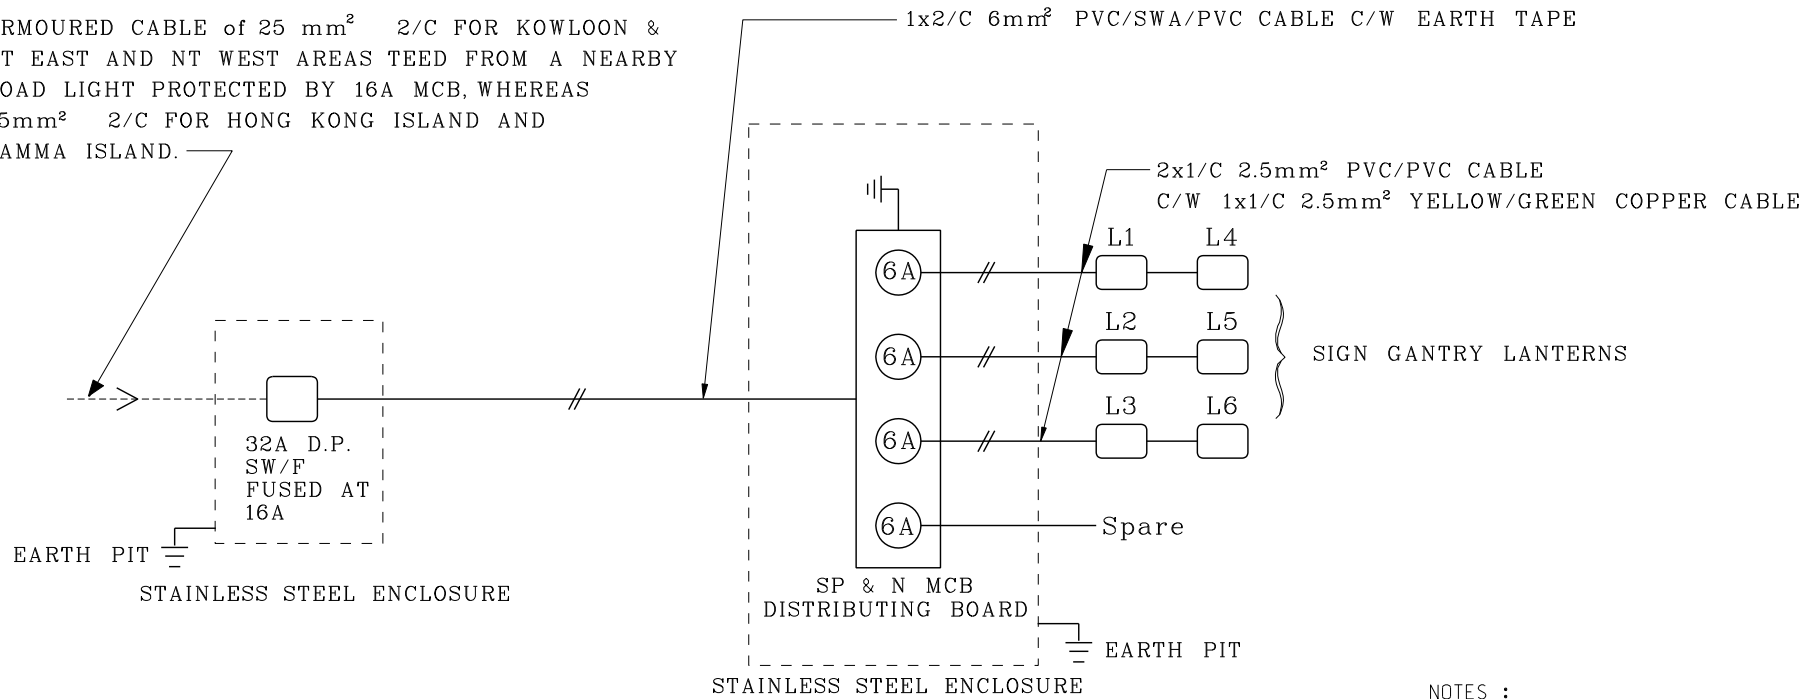 RMOURED CABLE of 25 mm² 2/C FOR KOWLOON &
T EAST AND NT WEST AREAS TEED FROM A NEARBY
OAD LIGHT PROTECTED BY 16A MCB, WHEREAS
5mm² 2/C FOR HONG KONG ISLAND AND
AMMA ISLAND.
1x2/C 6mm² PVC/SWA/PVC CABLE C/W EARTH TAPE
2x1/C 2.5mm² PVC/PVC CABLE
C/W 1x1/C 2.5mm² YELLOW/GREEN COPPER CABLE
L1 L4
6A
L2 L5
6A
SIGN GANTRY LANTERNS
L3 L6
6A
32A D.P.
SW/F
FUSED AT
16A
6A
Spare
EARTH PIT
STAINLESS STEEL ENCLOSURE
SP & N MCB
DISTRIBUTING BOARD
EARTH PIT
STAINLESS STEEL ENCLOSURE
NOTES :